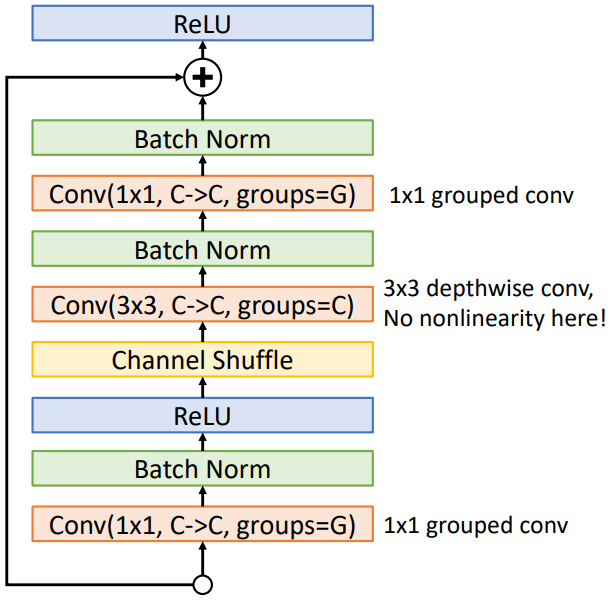 ReLU
+
Batch Norm
Conv(1x1, C->C, groups=G)
1x1 grouped conv
Batch Norm
Conv(3x3, C->C, groups=C)
3x3 depthwise conv,
No nonlinearity here!
Channel Shuffle
ReLU
Batch Norm
Conv(1x1, C->C, groups=G)
1x1 grouped conv